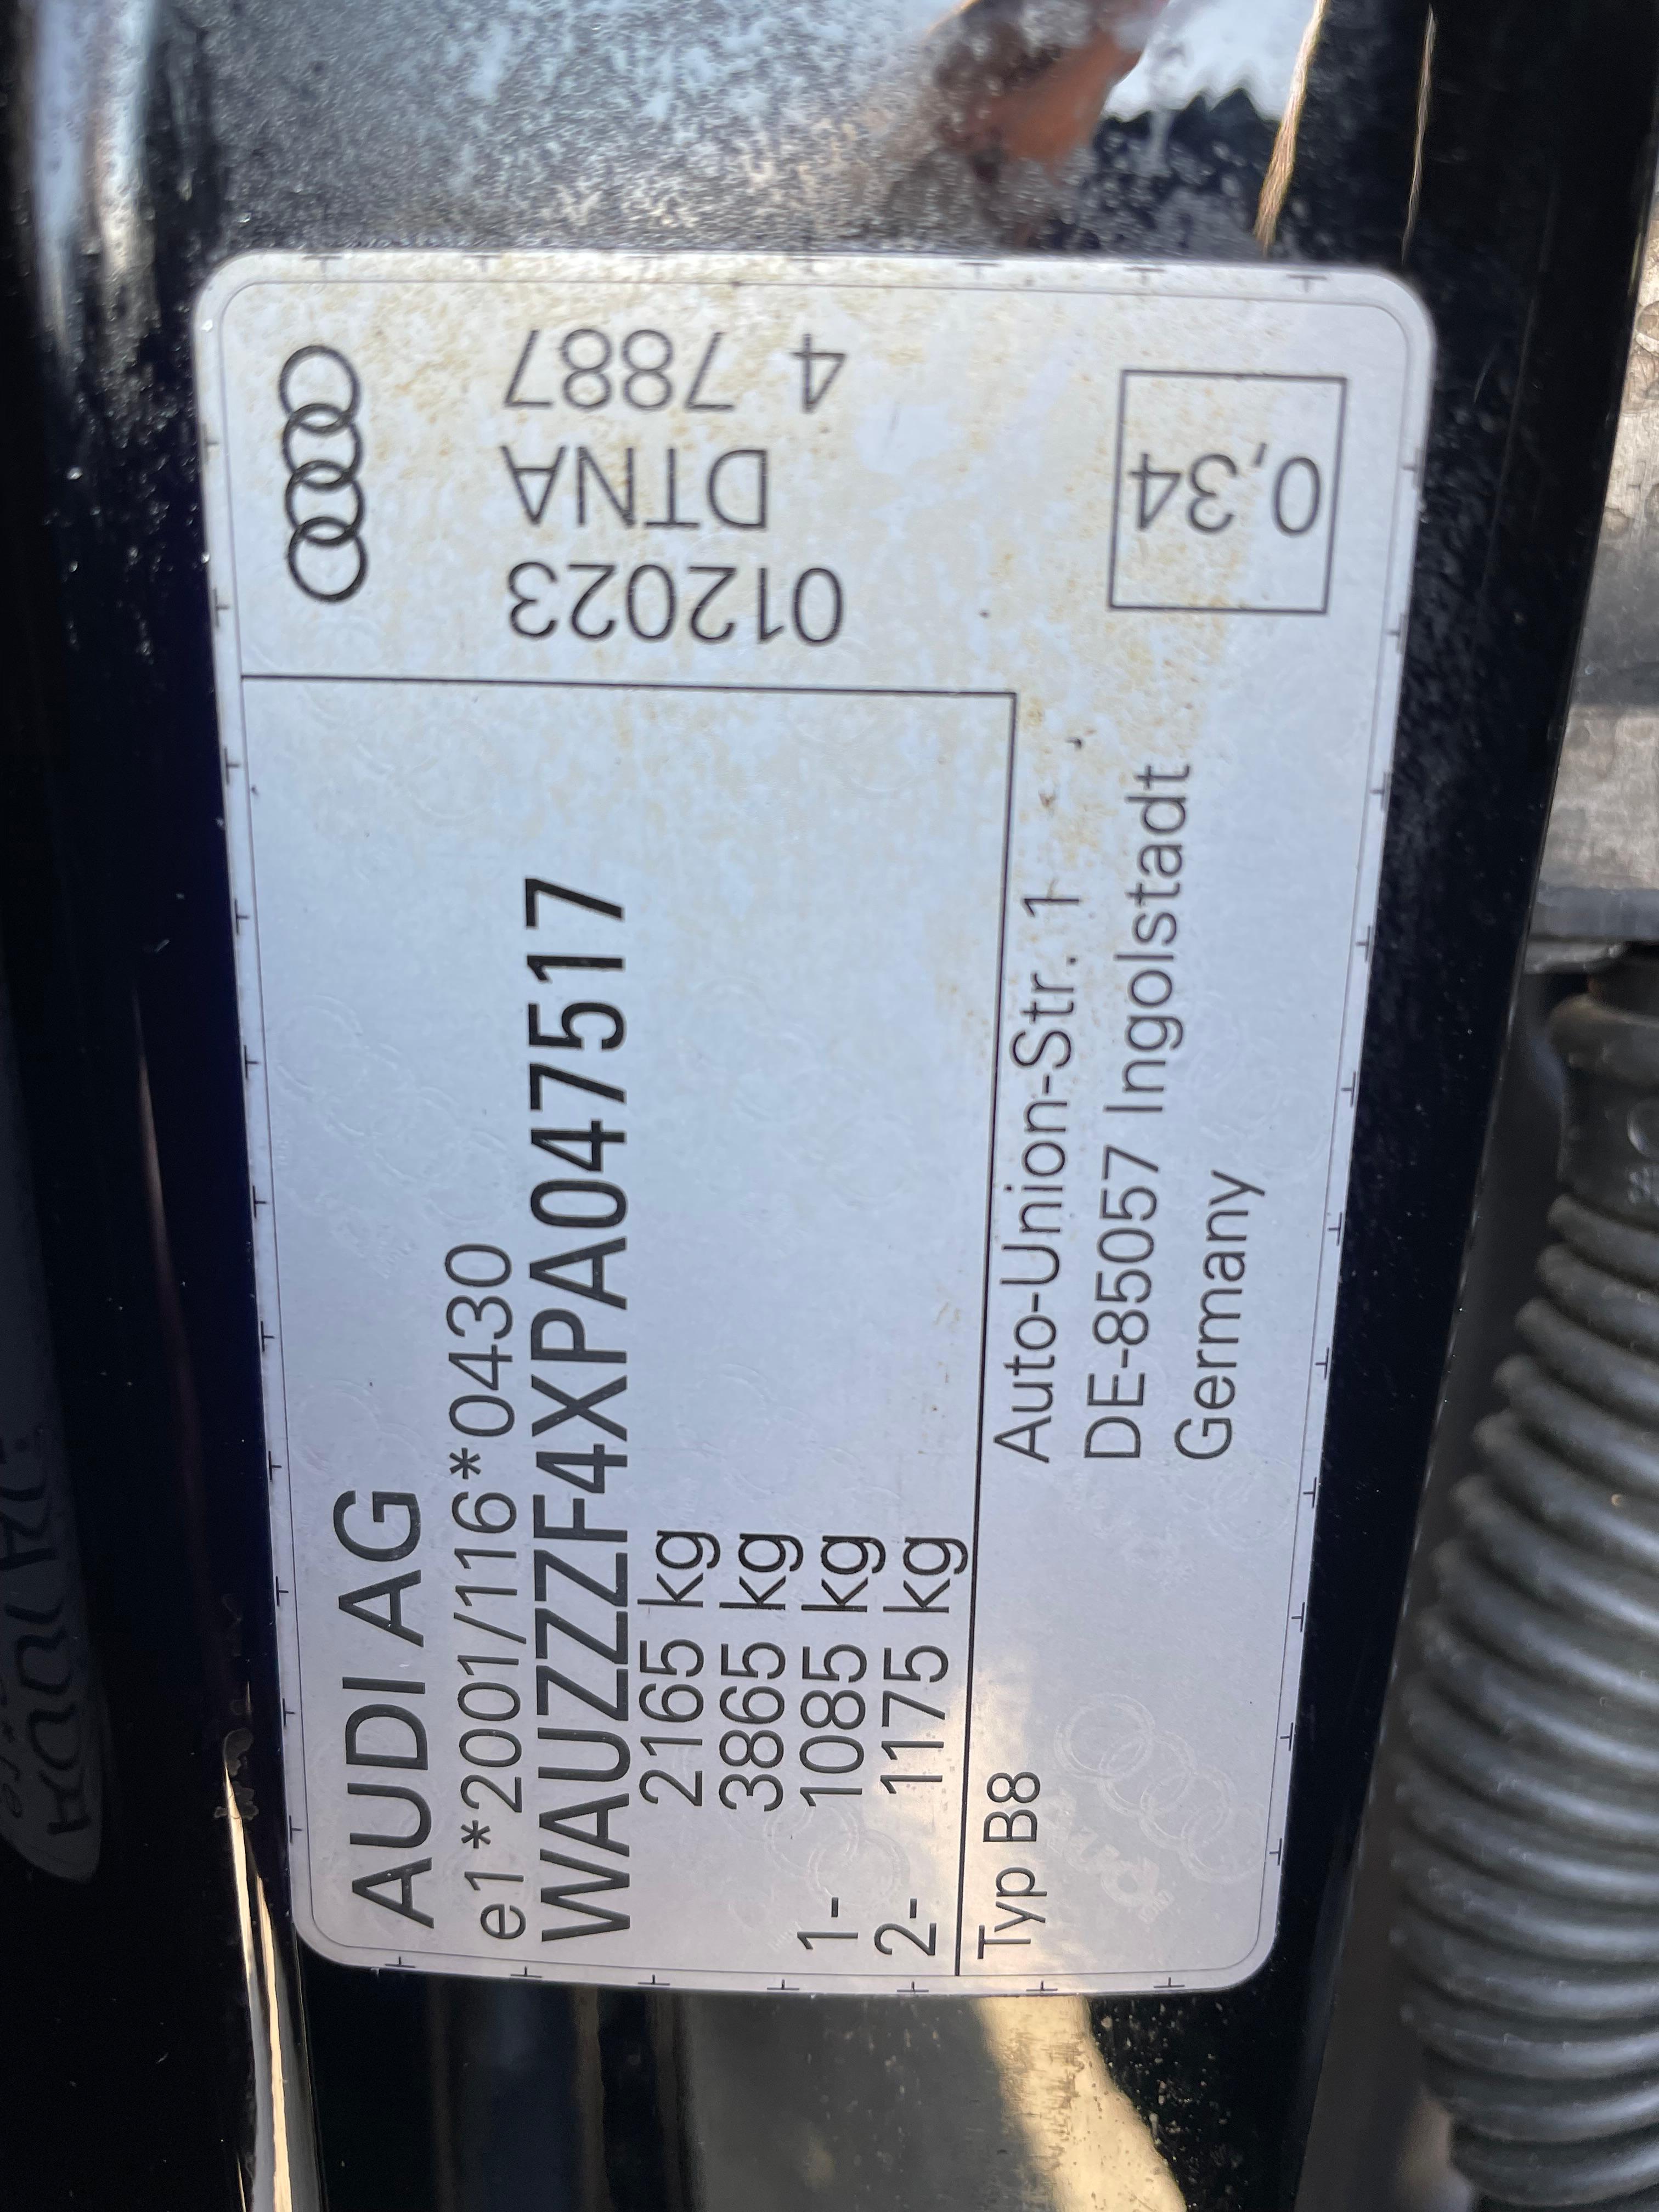 AUDI AG
e1*2001/116*0430
WAUZZZF4XPA047517
2165 kg
3865 kg
1- 1085 kg
2- 1175 kg
Typ B8
Auto-Union-Str. 1
DE-85057 Ingolstadt
Germany
4 7887
DTNA
012023
0,34